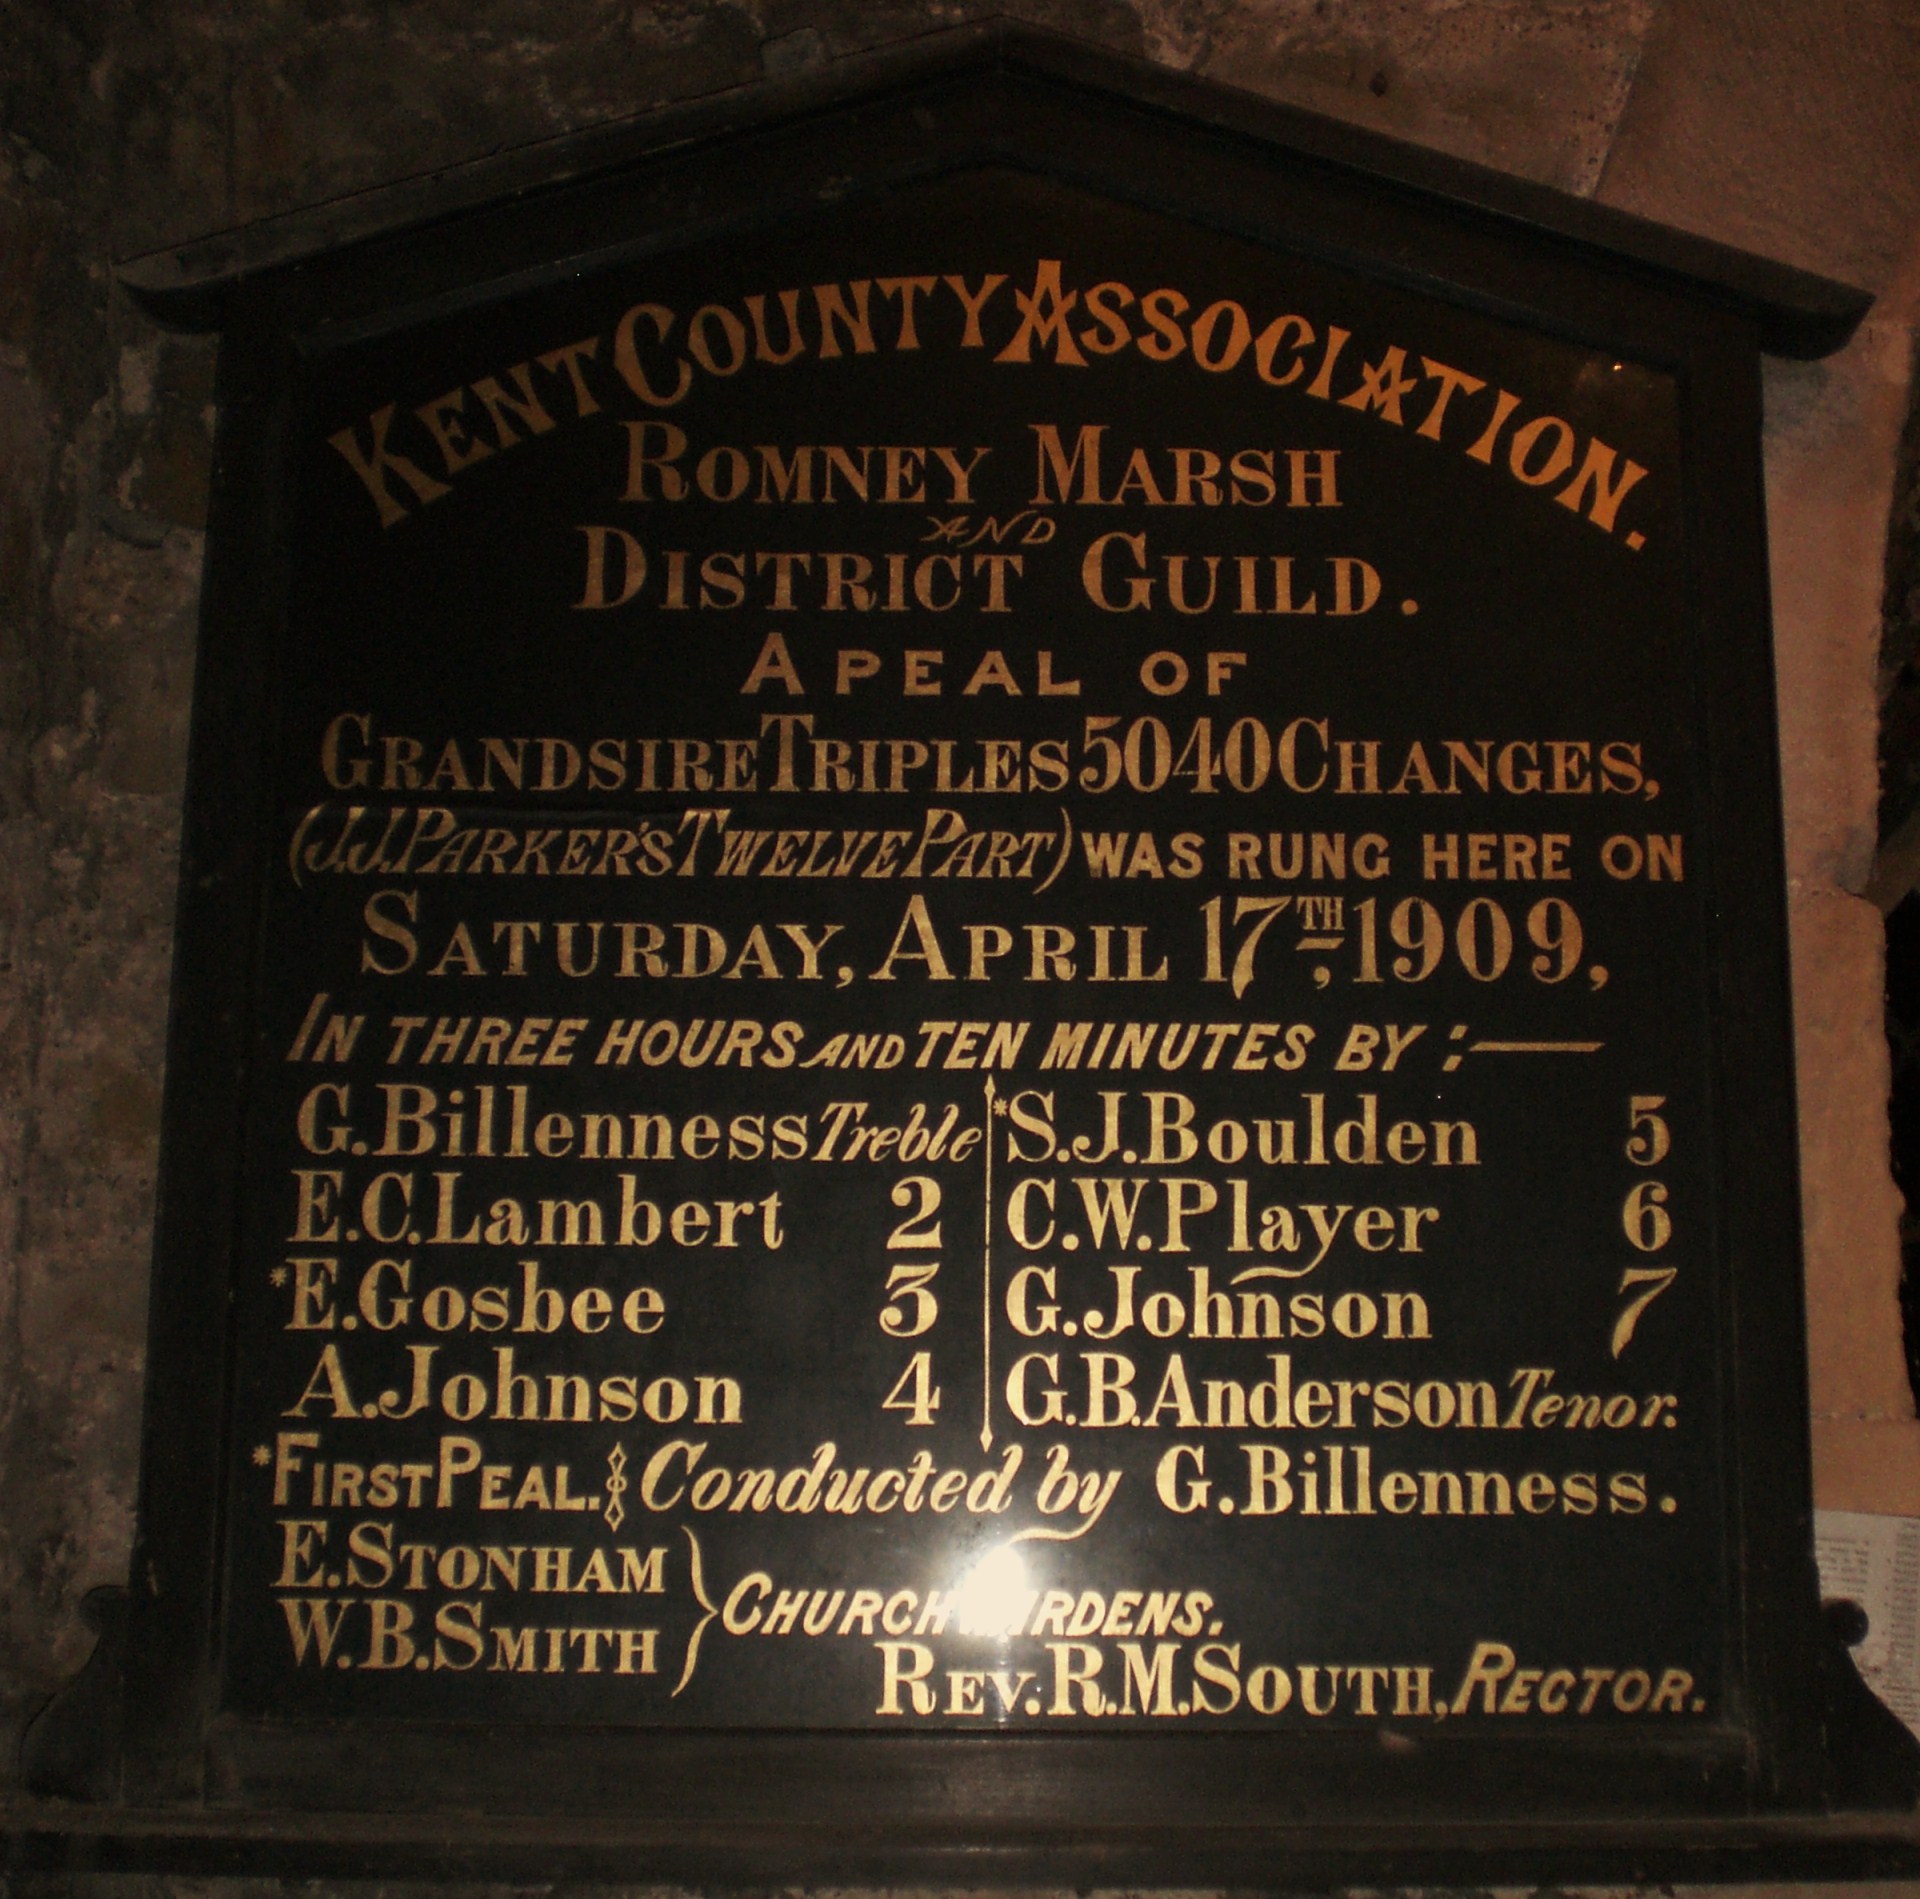 KENT COUNTY ASSOCIATION.
ROMNEY MARSH
AND
DISTRICT GUILD.
A PEAL OF
GRANDSIRE TRIPLES 5040 CHANGES,
(J.J. PARKER'S TWELVE PART) WAS RUNG HERE ON
SATURDAY, APRIL 17TH, 1909,
IN THREE HOURS AND TEN MINUTES BY:—
G. Billenness Treble *S.J. Boulden 5
E.C. Lambert 2 C.W. Player 6
*E. Gosbee 3 G. Johnson 7
A. Johnson 4 G.B. Anderson Tenor.
*FIRST PEAL. Conducted by G. Billenness.
E. STONHAM
W.B. SMITH } CHURCHWARDENS.
REV. R.M. SOUTH, RECTOR.